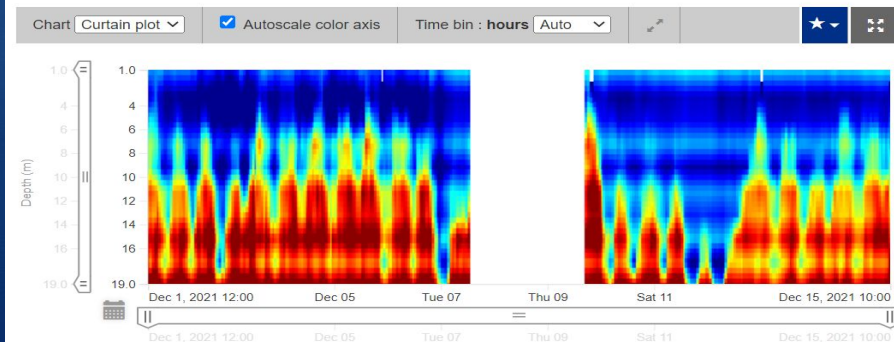 Chart Curtain plot Autoscale color axis Time bin : hours Auto
1.0 1.0
4 4
6 6
8 8
10 10
12 12
14 14
16 16
19.0 19.0
Depth (m)
Dec 1, 2021 12:00 Dec 05 Tue 07 Thu 09 Sat 11 Dec 15, 2021 10:00
Dec 1, 2021 12:00 Dec 05 Tue 07 Thu 09 Sat 11 Dec 15, 2021 10:00